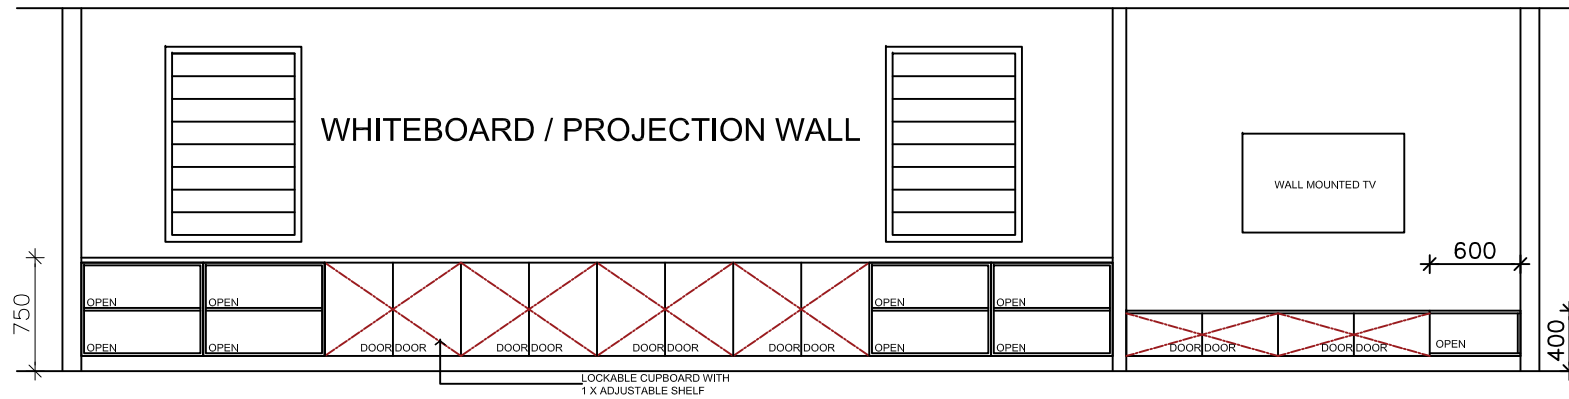 WHITEBOARD / PROJECTION WALL
WALL MOUNTED TV
600
750
OPEN OPEN OPEN OPEN
OPEN OPEN DOOR DOOR DOOR DOOR DOOR DOOR DOOR DOOR OPEN OPEN DOOR DOOR DOOR DOOR OPEN
400
LOCKABLE CUPBOARD WITH
1 X ADJUSTABLE SHELF